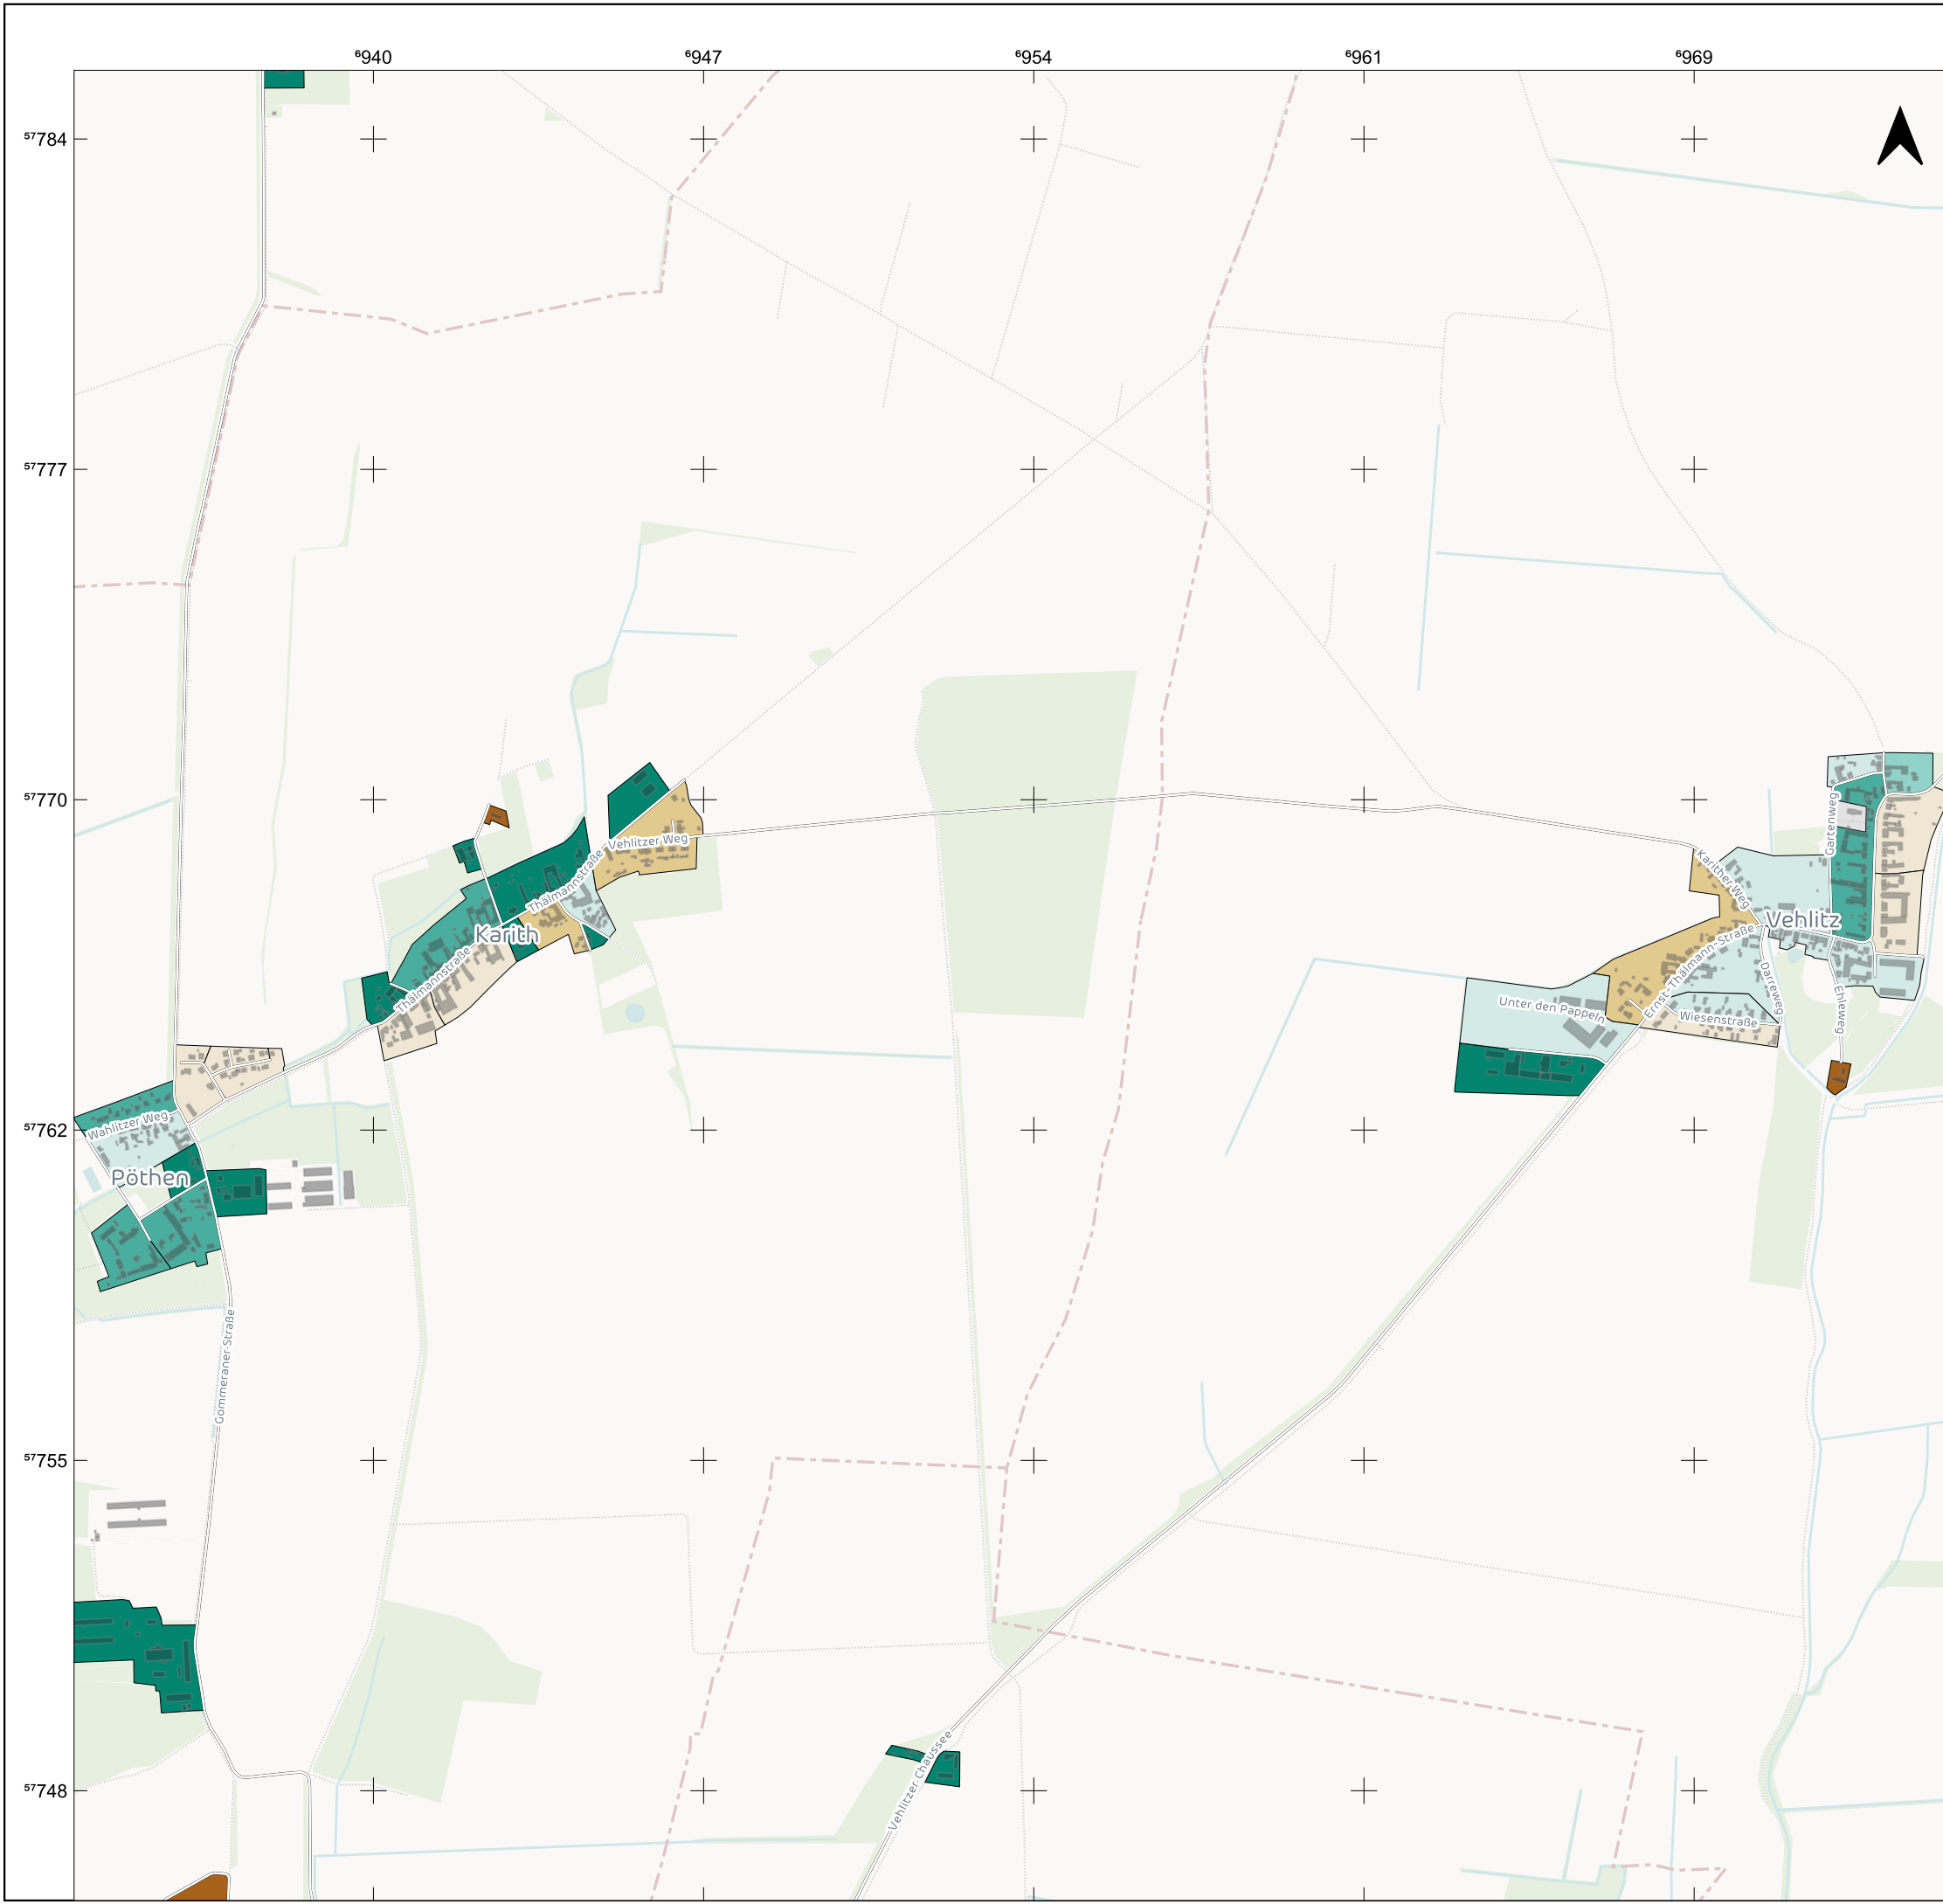 ⁶940 ⁶947 ⁶954 ⁶961 ⁶969
⁵⁷784
⁵⁷777
⁵⁷770
Vehlitzer Weg
Gartenweg
Karither Weg
Thälmannstraße
Vehlitz
Karith
Ernst-Thälmann-Straße
Thälmannstraße
Darreweg
Ehleweg
Unter den Pappeln
Wiesenstraße
Wahlitzer Weg
⁵⁷762
Pöthen
Gommeraner-Straße
⁵⁷755
Vehlitzer Chaussee
⁵⁷748